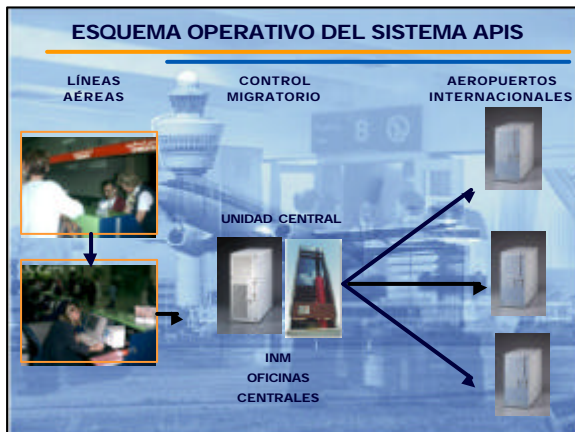 ESQUEMA OPERATIVO DEL SISTEMA APIS
LÍNEAS
AÉREAS
CONTROL
MIGRATORIO
AEROPUERTOS
INTERNACIONALES
UNIDAD CENTRAL
INM
OFICINAS
CENTRALES